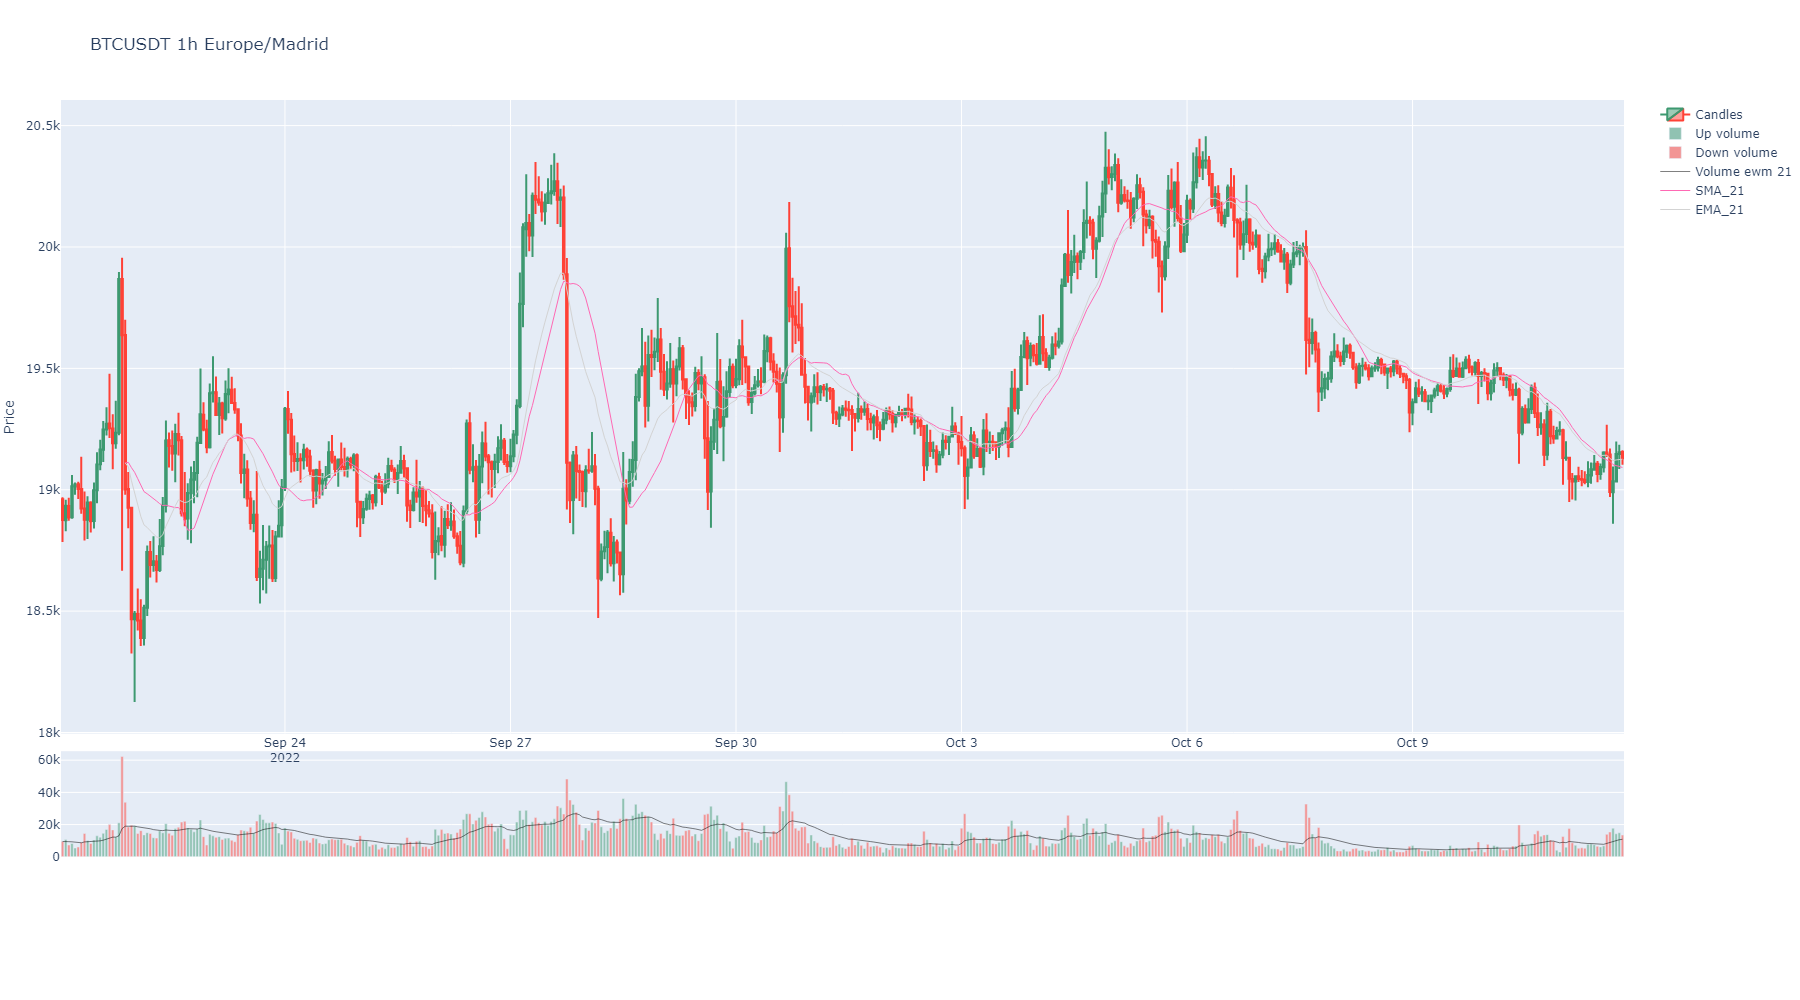 BTCUSDT 1h Europe/Madrid
Candles
Up volume
Down volume
Volume ewm 21
SMA_21
EMA_21
Price
20.5k
20k
19.5k
19k
18.5k
18k
Sep 24
2022
Sep 27
Sep 30
Oct 3
Oct 6
Oct 9
60k
40k
20k
0